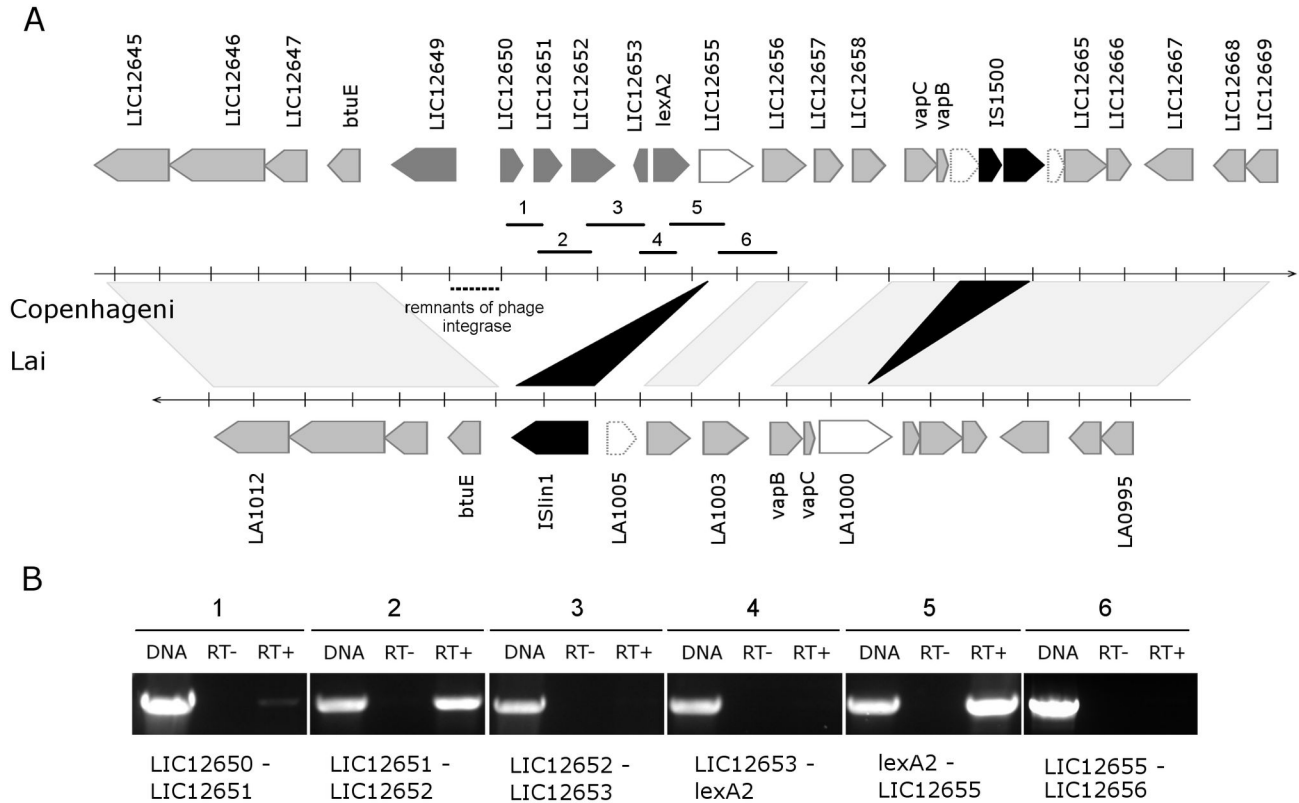 A
LIC12645
LIC12646
LIC12647
btuE
LIC12649
LIC12650
LIC12651
LIC12652
LIC12653
lexA2
LIC12655
LIC12656
LIC12657
LIC12658
vapC
vapB
IS1500
LIC12665
LIC12666
LIC12667
LIC12668
LIC12669
1 3 5
2 4 6
Copenhageni
remnants of phage
integrase
Lai
LA1012
btuE
ISlin1
LA1005
LA1003
vapB
vapC
LA1000
LA0995
B
1 2 3 4 5 6
DNA RT- RT+ DNA RT- RT+ DNA RT- RT+ DNA RT- RT+ DNA RT- RT+ DNA RT- RT+
LIC12650 -
LIC12651
LIC12651 -
LIC12652
LIC12652 -
LIC12653
LIC12653 -
lexA2
lexA2 -
LIC12655
LIC12655 -
LIC12656